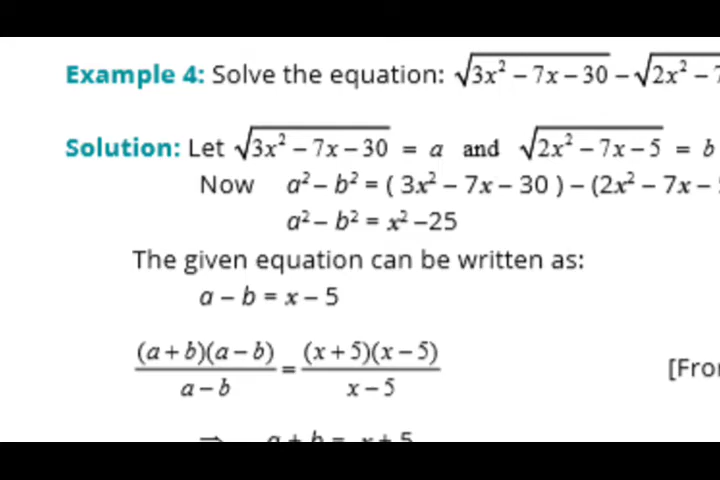 Example 4: Solve the equation: √3x² – 7x – 30 – √2x² –
Solution: Let √3x² – 7x – 30 = a and √2x² – 7x – 5 = b
Now a² – b² = ( 3x² – 7x – 30 ) – (2x² – 7x –
a² – b² = x² –25
The given equation can be written as:
a – b = x – 5
(a + b)(a – b) / a – b = (x + 5)(x – 5) / x – 5 [Fro
⇒ a + b = x + 5